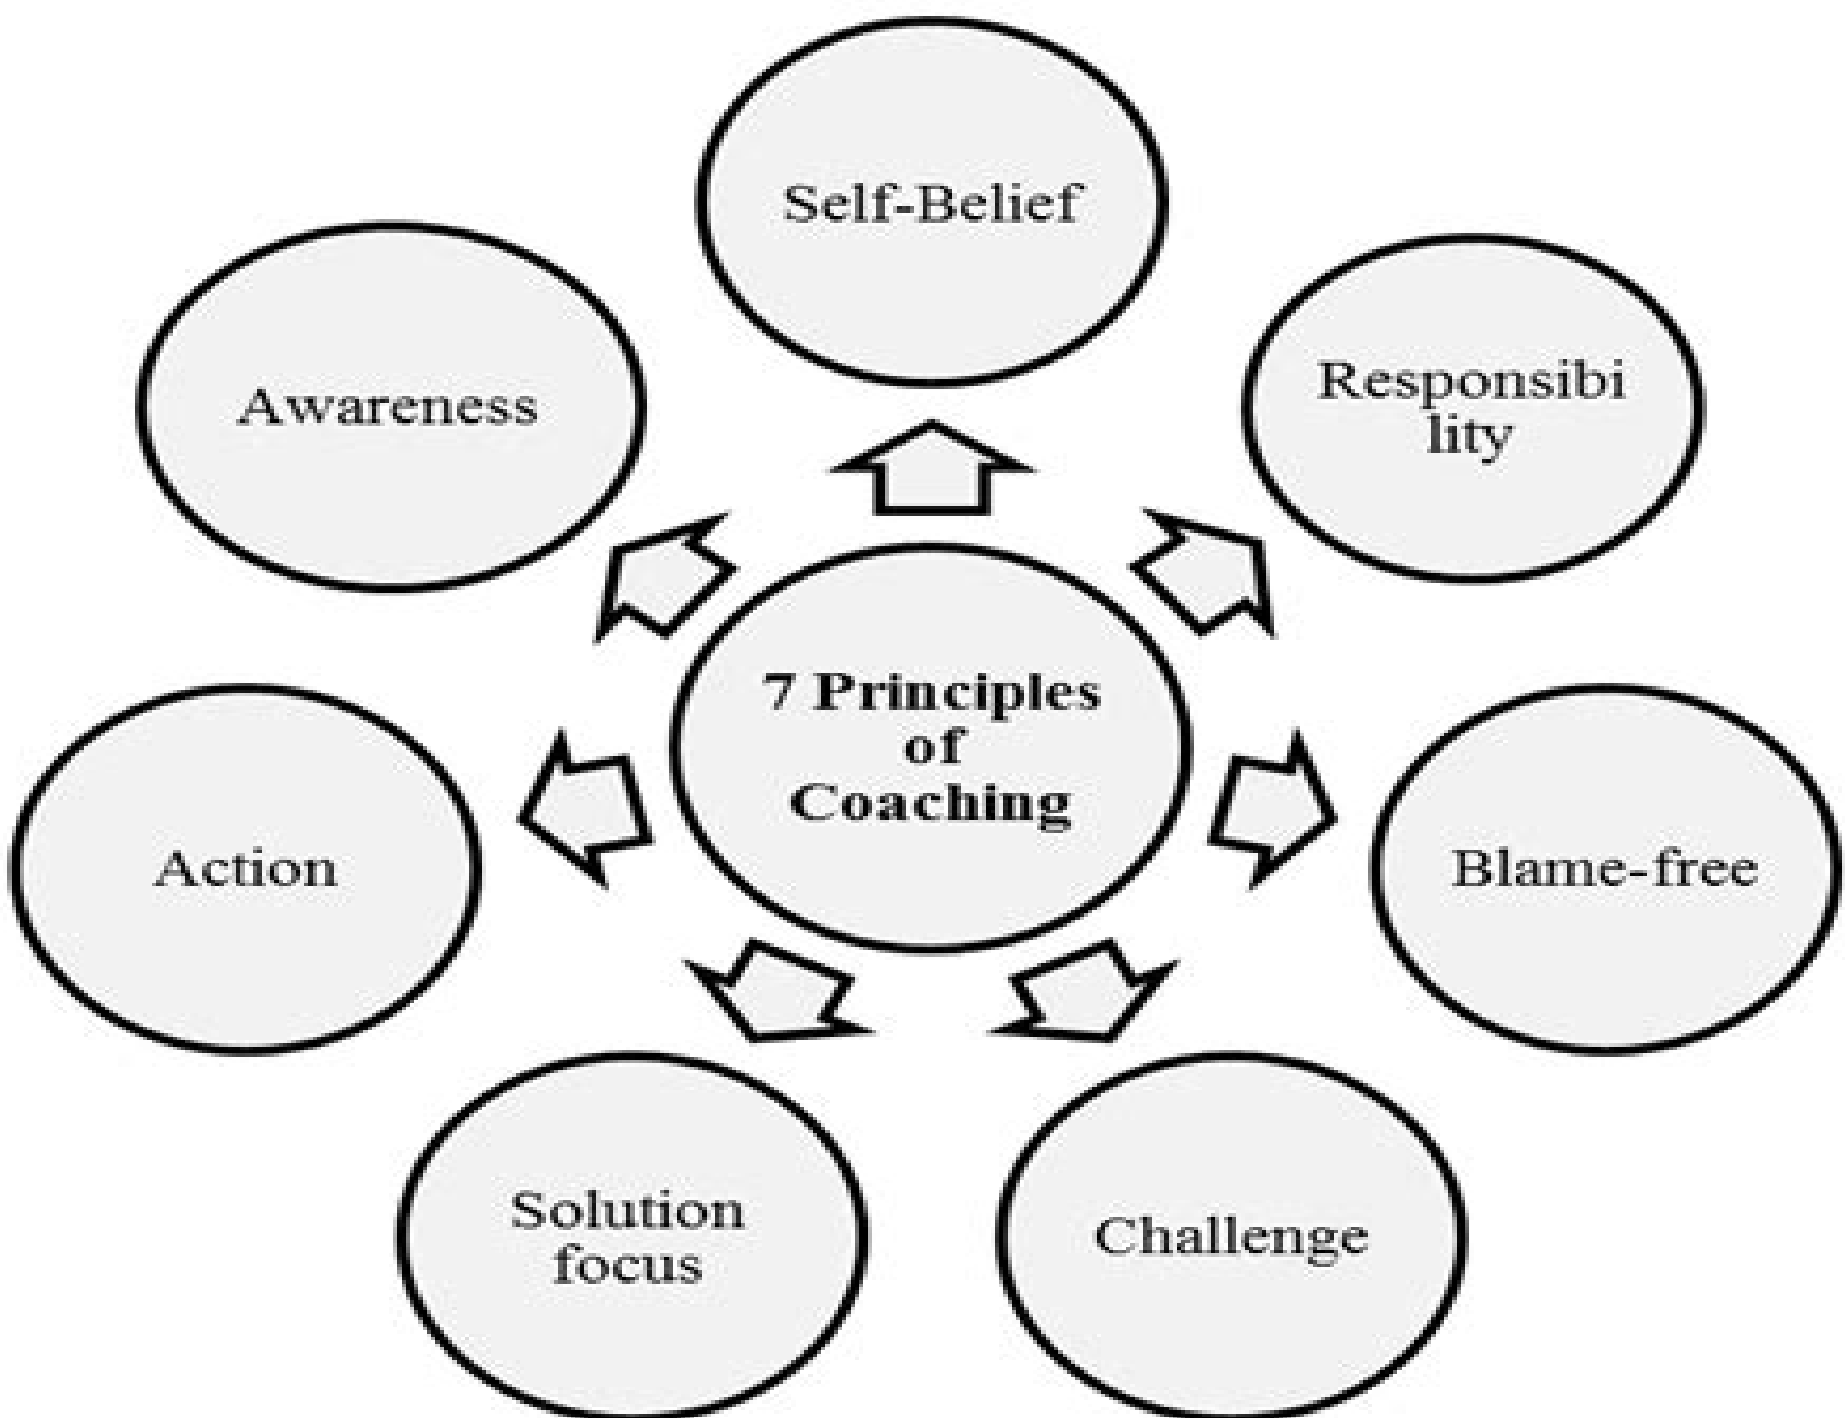 Self-Belief
Awareness
Responsibi
lity
7 Principles
of
Coaching
Action
Blame-free
Solution
focus
Challenge